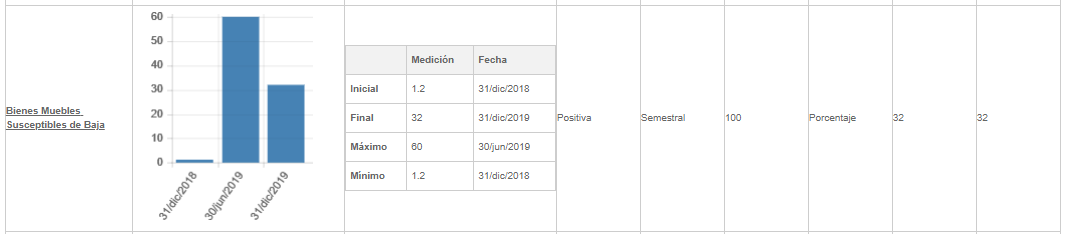 Bienes Muebles
Susceptibles de Baja
60
50
40
30
20
10
0
31/dic/2018
30/jun/2019
31/dic/2019
Medición Fecha
Inicial 1.2 31/dic/2018
Final 32 31/dic/2019
Máximo 60 30/jun/2019
Mínimo 1.2 31/dic/2018
Positiva
Semestral
100
Porcentaje
32
32